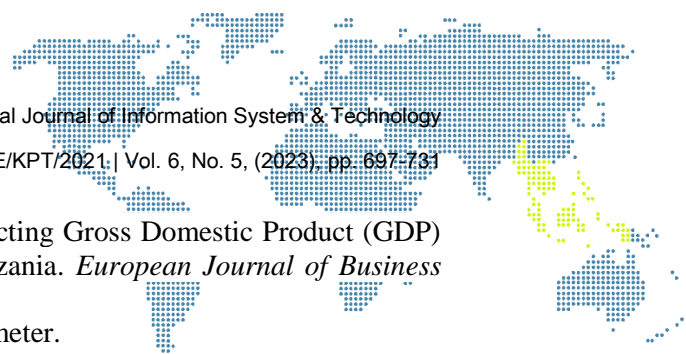 al Journal of Information System & Technology
E/KPT/2021 | Vol. 6, No. 5, (2023), pp. 697-731
cting Gross Domestic Product (GDP)
zania. European Journal of Business
neter.